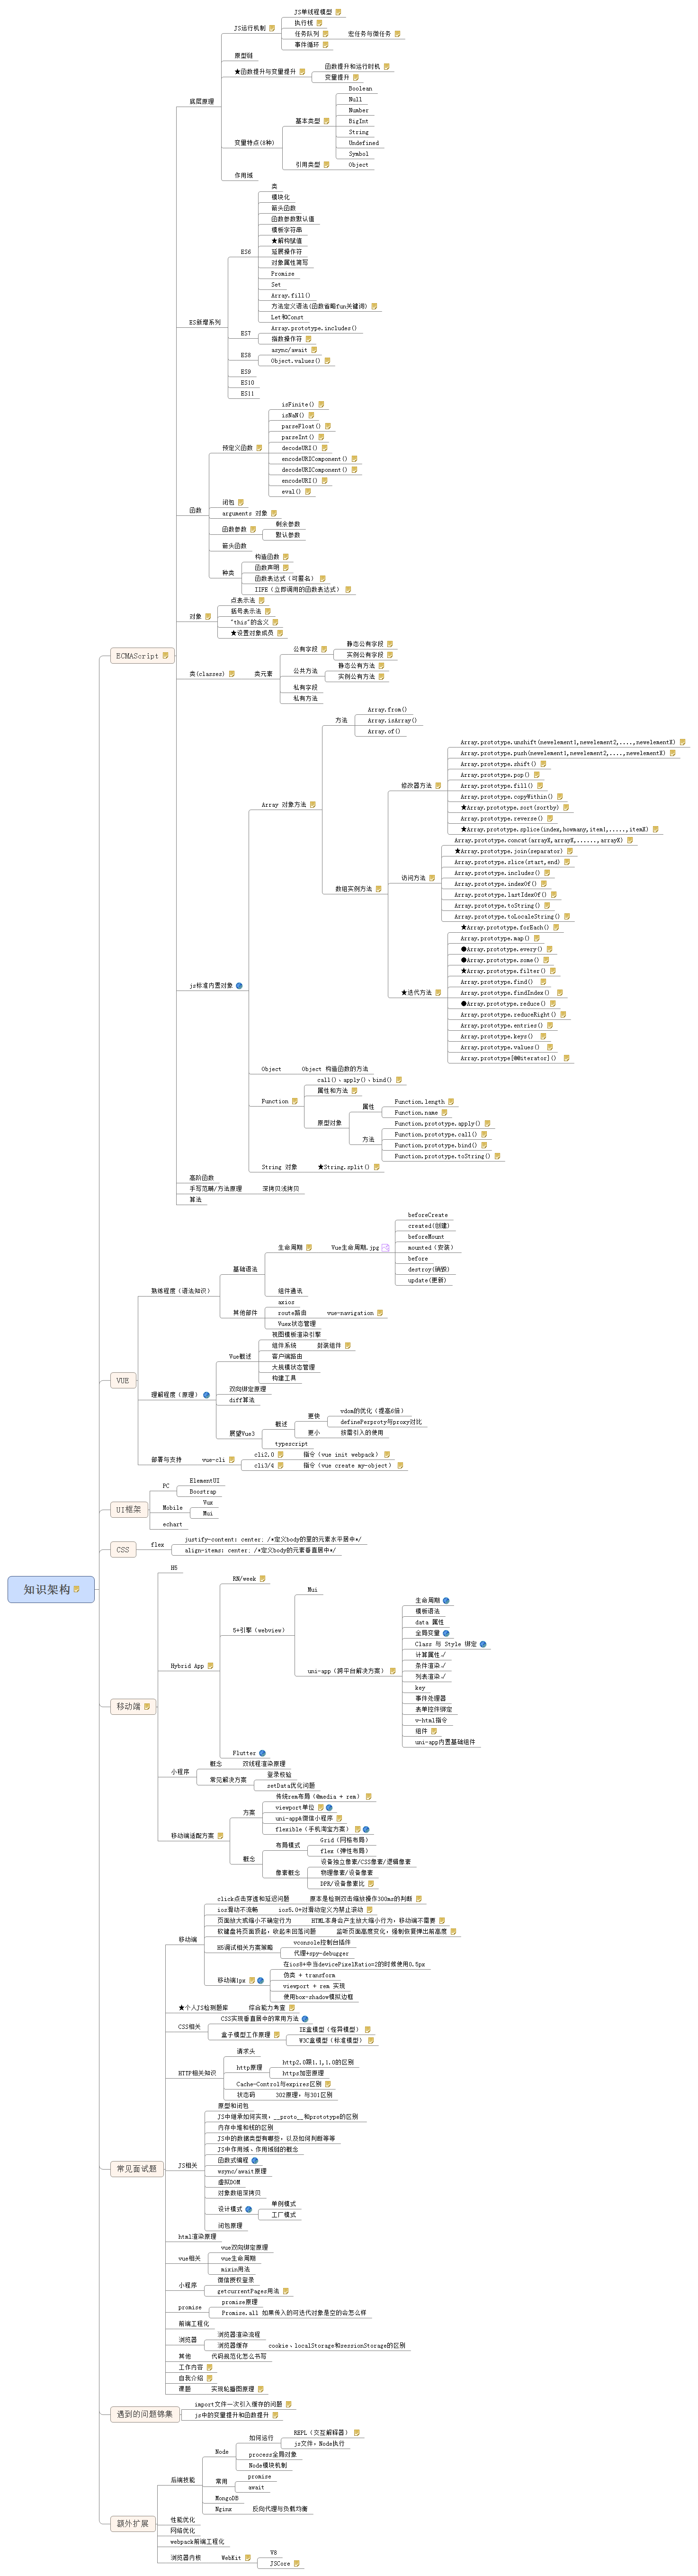 知识架构
ECMAScript
底层原理
JS运行机制
JS单线程模型
执行栈
任务队列
宏任务与微任务
事件循环
原型链
★函数提升与变量提升
函数提升和运行时机
变量提升
变量特点(8种)
基本类型
Boolean
Null
Number
BigInt
String
Undefined
Symbol
引用类型
Object
作用域
ES新增系列
ES6
类
模块化
箭头函数
函数参数默认值
模板字符串
★解构赋值
延展操作符
对象属性简写
Promise
Set
Array.fill()
方法定义语法(函数省略fun关键词)
Let和Const
ES7
Array.prototype.includes()
指数操作符
ES8
async/await
Object.values()
ES9
ES10
ES11
函数
预定义函数
isFinite()
isNaN()
parseFloat()
parseInt()
decodeURI()
encodeURIComponent()
decodeURIComponent()
encodeURI()
eval()
闭包
arguments 对象
函数参数
剩余参数
默认参数
箭头函数
种类
构造函数
函数声明
函数表达式（可匿名）
IIFE（立即调用的函数表达式）
对象
点表示法
括号表示法
"this"的含义
★设置对象成员
类(classes)
类元素
公有字段
静态公有字段
实例公有字段
公共方法
静态公有方法
实例公有方法
私有字段
私有方法
js标准内置对象
Array 对象方法
方法
Array.from()
Array.isArray()
Array.of()
数组实例方法
修改器方法
Array.prototype.unshift(newelement1,newelement2,....,newelementX)
Array.prototype.push(newelement1,newelement2,....,newelementX)
Array.prototype.shift()
Array.prototype.pop()
Array.prototype.fill()
Array.prototype.copyWithin()
★Array.prototype.sort(sortby)
Array.prototype.reverse()
★Array.prototype.splice(index,howmany,item1,.....,itemX)
访问方法
Array.prototype.concat(arrayX,arrayX,......,arrayX)
★Array.prototype.join(separator)
Array.prototype.slice(start,end)
Array.prototype.includes()
Array.prototype.indexOf()
Array.prototype.lastIdexOf()
Array.prototype.toString()
Array.prototype.toLocaleString()
★迭代方法
★Array.prototype.forEach()
Array.prototype.map()
●Array.prototype.every()
●Array.prototype.some()
★Array.prototype.filter()
Array.prototype.find()
Array.prototype.findIndex()
●Array.prototype.reduce()
Array.prototype.reduceRight()
Array.prototype.entries()
Array.prototype.keys()
Array.prototype.values()
Array.prototype[@@iterator]()
Object
Object 构造函数的方法
Function
call()、apply()、bind()
属性和方法
原型对象
属性
Function.length
Function.name
方法
Function.prototype.apply()
Function.prototype.call()
Function.prototype.bind()
Function.prototype.toString()
String 对象
★String.split()
高阶函数
手写范畴/方法原理
深拷贝浅拷贝
算法
VUE
熟练程度（语法知识）
基础语法
生命周期
Vue生命周期.jpg
beforeCreate
created(创建)
beforeMount
mounted（安装）
before
destroy(销毁)
update(更新)
组件通讯
其他部件
axios
route路由
vue-navigation
Vuex状态管理
理解程度（原理）
Vue概述
视图模板渲染引擎
组件系统
封装组件
客户端路由
大规模状态管理
构建工具
双向绑定原理
diff算法
展望Vue3
概述
更快
vdom的优化（提高6倍）
definePerproty与proxy对比
更小
按需引入的使用
typescript
部署与支持
vue-cli
cli2.0
指令（vue init webpack）
cli3/4
指令（vue create my-object）
UI框架
PC
ElementUI
Boostrap
Mobile
Vux
Mui
echart
CSS
flex
justify-content: center; /*定义body的里的元素水平居中*/
align-items: center; /*定义body的元素垂直居中*/
移动端
H5
Hybrid App
RN/week
5+引擎（webview）
Mui
uni-app（跨平台解决方案）
生命周期
模板语法
data 属性
全局变量
Class 与 Style 绑定
计算属性√
条件渲染√
列表渲染√
key
事件处理器
表单控件绑定
v-html指令
组件
uni-app内置基础组件
Flutter
小程序
概念
双线程渲染原理
常见解决方案
登录校验
setData优化问题
移动端适配方案
方案
传统rem布局（@media + rem）
viewport单位
uni-app&微信小程序
flexible（手机淘宝方案）
概念
布局模式
Grid（网格布局）
flex（弹性布局）
像素概念
设备独立像素/CSS像素/逻辑像素
物理像素/设备像素
DPR/设备像素比
常见面试题
移动端
click点击穿透和延迟问题
原本是检测双击缩放操作300ms的判断
ios滑动不流畅
ios5.0+对滑动定义为禁止滚动
页面放大或缩小不确定行为
HTML本身会产生放大缩小行为，移动端不需要
软键盘将页面顶起，收起未回落问题
监听页面高度变化，强制恢复弹出前高度
H5调试相关方案策略
vconsole控制台插件
代理+spy-debugger
移动端1px
在ios8+中当devicePixelRatio=2的时候使用0.5px
伪类 + transform
viewport + rem 实现
使用box-shadow模拟边框
★个人JS检测题库
综合能力考查
CSS相关
CSS实现垂直居中的常用方法
盒子模型工作原理
IE盒模型（怪异模型）
W3C盒模型（标准模型）
HTTP相关知识
请求头
http原理
http2.0跟1.1,1.0的区别
https加密原理
Cache-Control与expires区别
状态码
302原理，与301区别
JS相关
原型和闭包
JS中继承如何实现，__proto__和prototype的区别
内存中堆和栈的区别
JS中的数据类型有哪些，以及如何判断等等
JS中作用域、作用域链的概念
函数式编程
wsync/await原理
虚拟DOM
对象数组深拷贝
设计模式
单例模式
工厂模式
闭包原理
html渲染原理
vue相关
vue双向绑定原理
vue生命周期
mixin用法
小程序
微信授权登录
getcurrentPages用法
promise
promise原理
Promise.all 如果传入的可迭代对象是空的会怎么样
前端工程化
浏览器
浏览器渲染流程
浏览器缓存
cookie、localStorage和sessionStorage的区别
其他
代码规范化怎么书写
工作内容
自我介绍
课题
实现轮播图原理
遇到的问题锦集
import文件一次引入缓存的问题
js中的变量提升和函数提升
额外扩展
后端技能
Node
如何运行
REPL（交互解释器）
js文件，Node执行
process全局对象
Node模块机制
常用
promise
await
MongoDB
Nginx
反向代理与负载均衡
性能优化
网络优化
webpack前端工程化
浏览器内核
WebKit
V8
JSCore